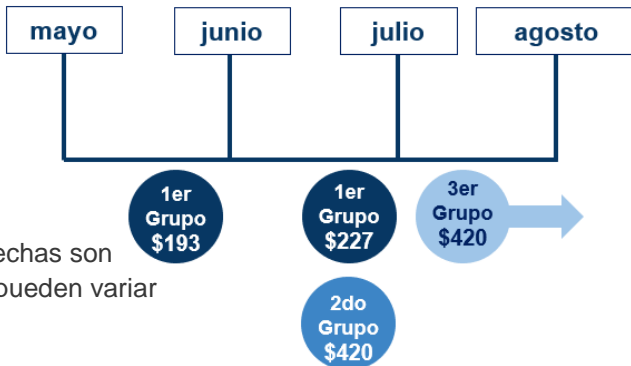 mayo
junio
julio
agosto
1er
Grupo
$193
1er
Grupo
$227
3er
Grupo
$420
echas son
pueden variar
2do
Grupo
$420